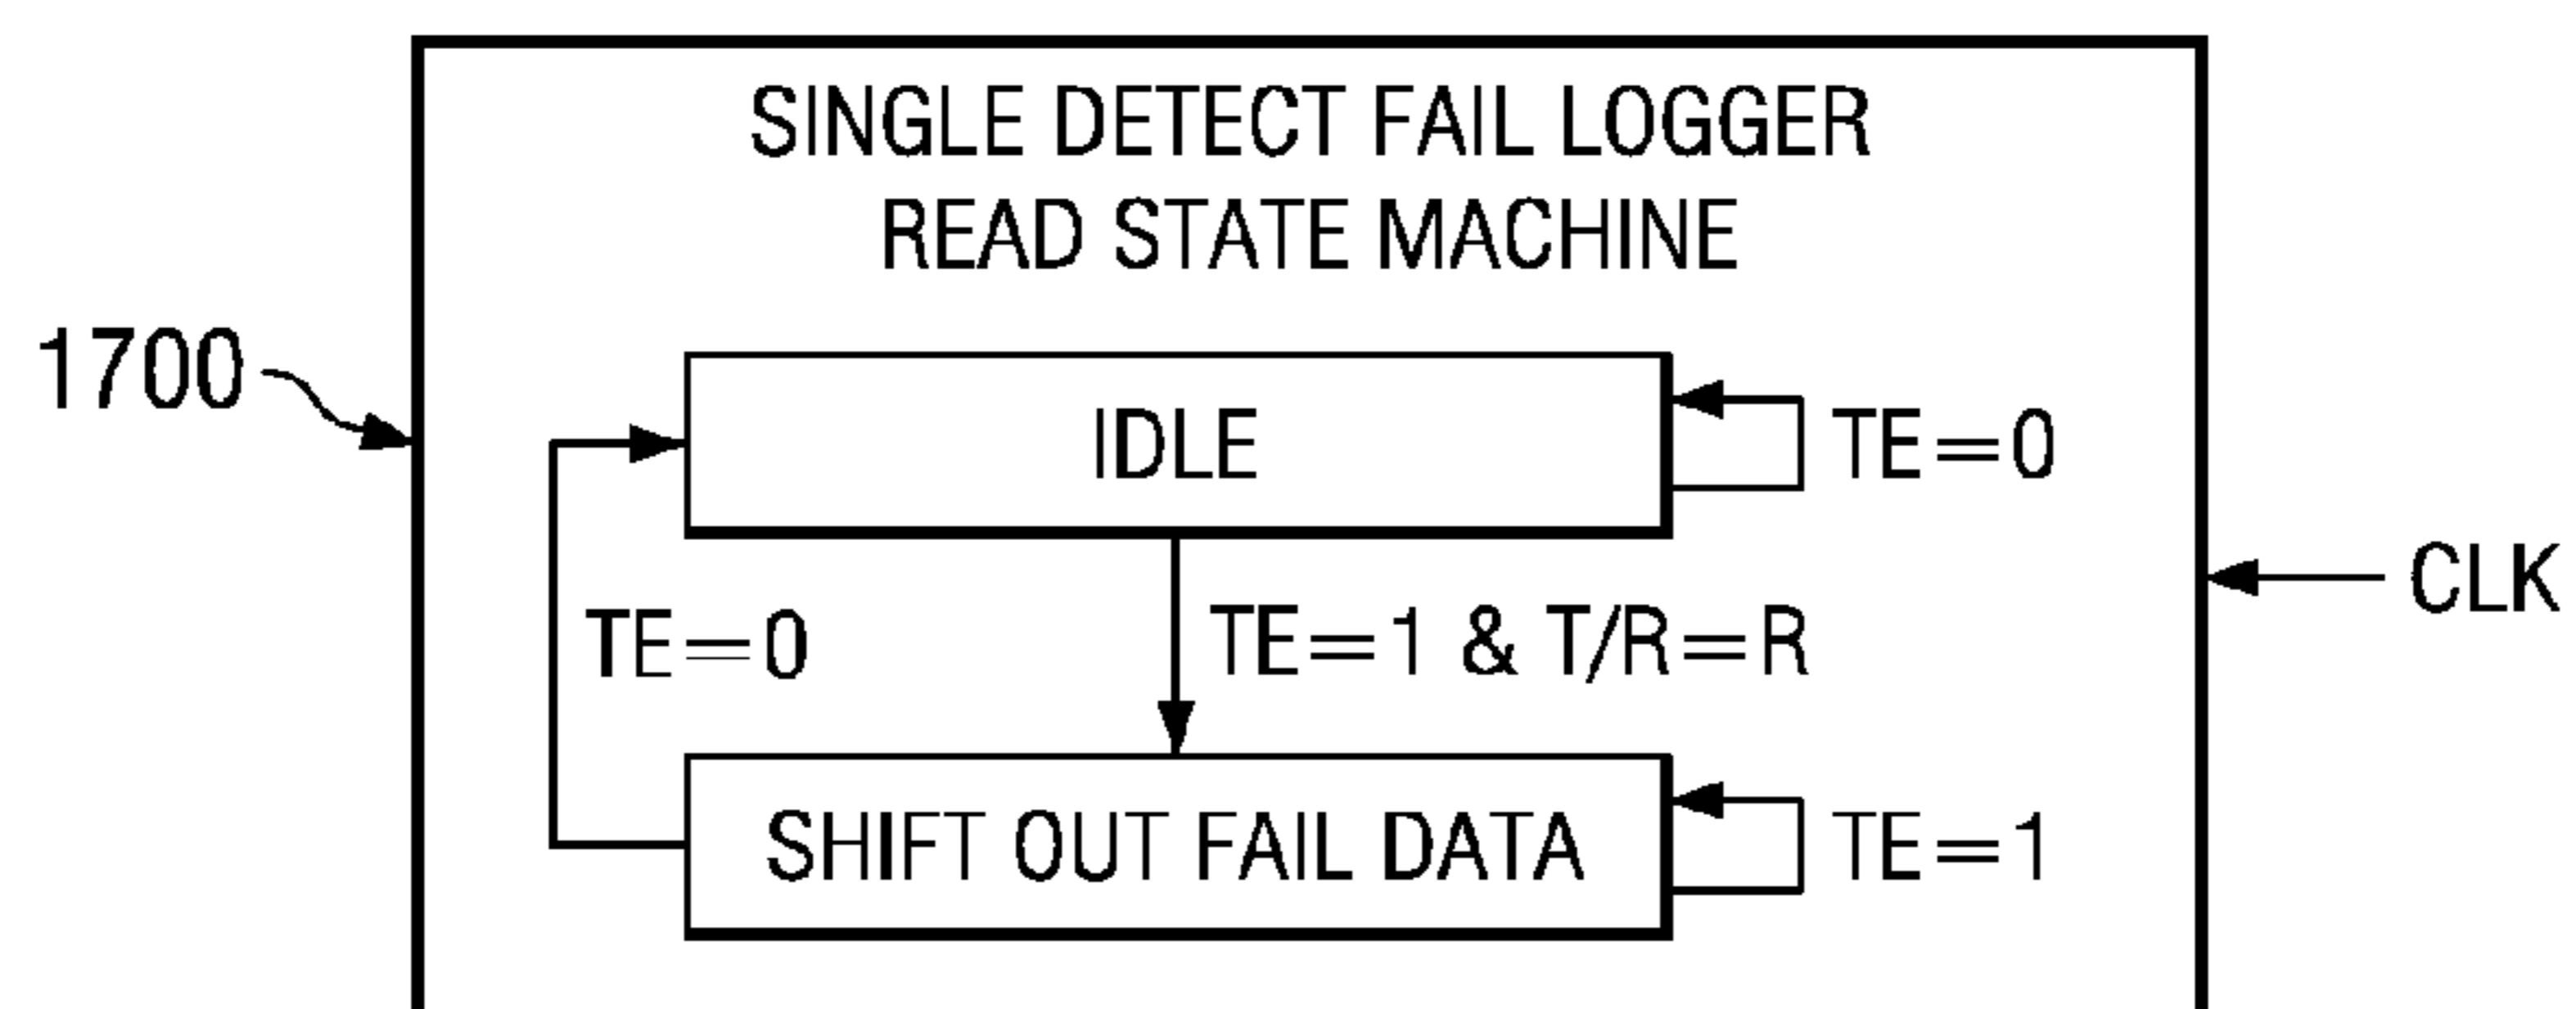 SINGLE DETECT FAIL LOGGER
READ STATE MACHINE
1700
IDLE
TE=0
CLK
TE=0
TE=1 & T/R=R
SHIFT OUT FAIL DATA
TE=1